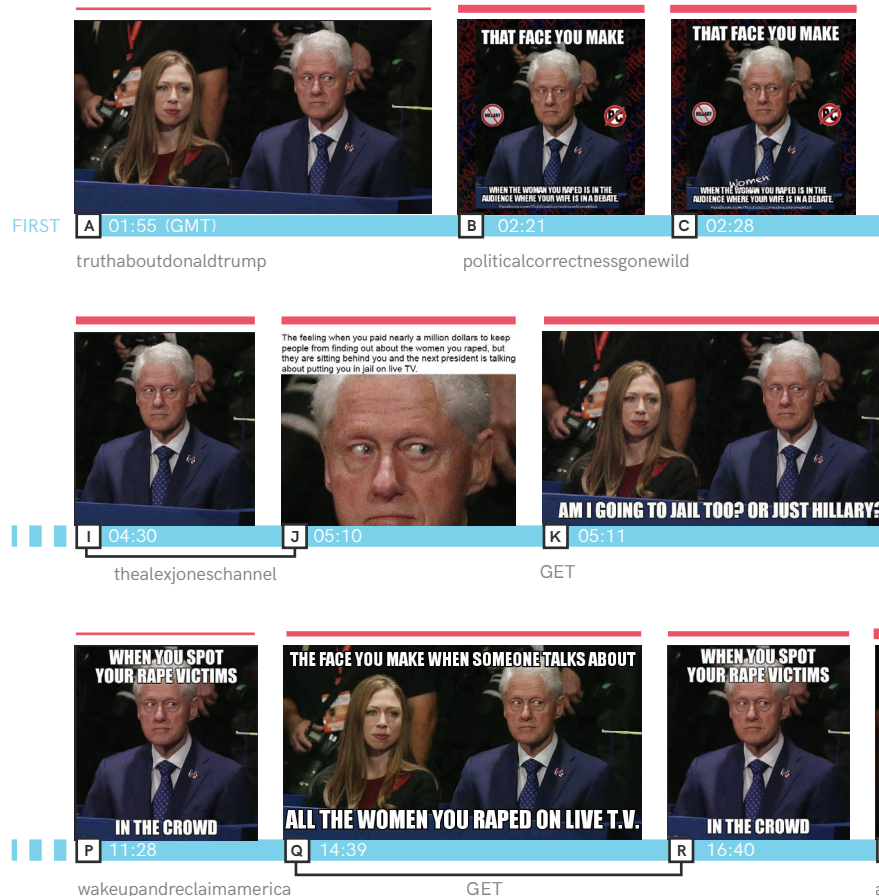 THAT FACE YOU MAKE
HILLARY
PC
WHEN THE WOMAN YOU RAPED IS IN THE
AUDIENCE WHERE YOUR WIFE IS IN A DEBATE.
THAT FACE YOU MAKE
HILLARY
PC
Women
WHEN THE WOMAN YOU RAPED IS IN THE
AUDIENCE WHERE YOUR WIFE IS IN A DEBATE.
FIRST A 01:55 (GMT) B 02:21 C 02:28
truthaboutdonaldtrump politicalcorrectnessgonewild
The feeling when you paid nearly a million dollars to keep
people from finding out about the women you raped, but
they are sitting behind you and the next president is talking
about putting you in jail on live TV.
AM I GOING TO JAIL TOO? OR JUST HILLARY?
I 04:30 J 05:10 K 05:11
thealexjoneschannel GET
WHEN YOU SPOT
YOUR RAPE VICTIMS
IN THE CROWD
THE FACE YOU MAKE WHEN SOMEONE TALKS ABOUT
ALL THE WOMEN YOU RAPED ON LIVE T.V.
WHEN YOU SPOT
YOUR RAPE VICTIMS
IN THE CROWD
P 11:28 Q 14:39 R 16:40
wakeupandreclaimamerica GET